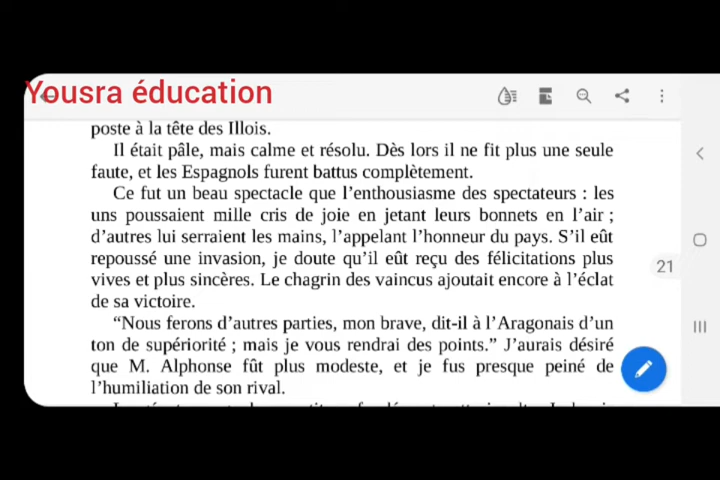 Yousra éducation
poste à la tête des Illois.
Il était pâle, mais calme et résolu. Dès lors il ne fit plus une seule
faute, et les Espagnols furent battus complètement.
Ce fut un beau spectacle que l’enthousiasme des spectateurs : les
uns poussaient mille cris de joie en jetant leurs bonnets en l’air ;
d’autres lui serraient les mains, l’appelant l’honneur du pays. S’il eût
repoussé une invasion, je doute qu’il eût reçu des félicitations plus
vives et plus sincères. Le chagrin des vaincus ajoutait encore à l’éclat
de sa victoire.
21
“Nous ferons d’autres parties, mon brave, dit-il à l’Aragonais d’un
ton de supériorité ; mais je vous rendrai des points.” J’aurais désiré
que M. Alphonse fût plus modeste, et je fus presque peiné de
l’humiliation de son rival.